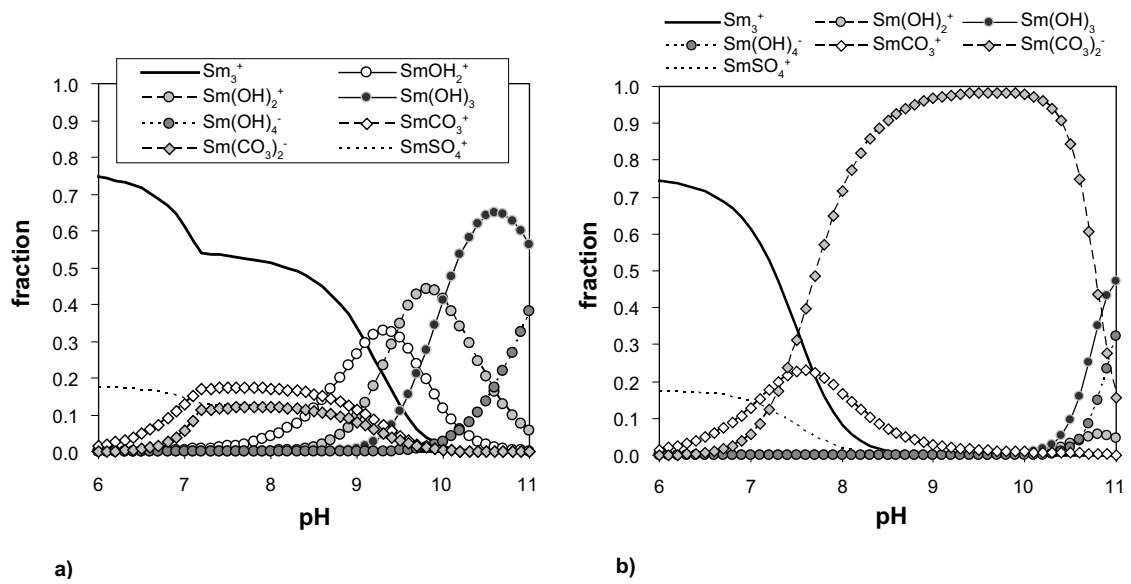 Sm₃⁺ SmOH₂⁺
Sm(OH)₂⁺ Sm(OH)₃
Sm(OH)₄⁻ SmCO₃⁺
Sm(CO₃)₂⁻ SmSO₄⁺
1.0
0.9
0.8
0.7
0.6
0.5
0.4
0.3
0.2
0.1
0.0
fraction
6 7 8 9 10 11
pH
a)
Sm₃⁺ Sm(OH)₂⁺ Sm(OH)₃
Sm(OH)₄⁻ SmCO₃⁺ Sm(CO₃)₂⁻
SmSO₄⁺
1.0
0.9
0.8
0.7
0.6
0.5
0.4
0.3
0.2
0.1
0.0
fraction
6 7 8 9 10 11
pH
b)